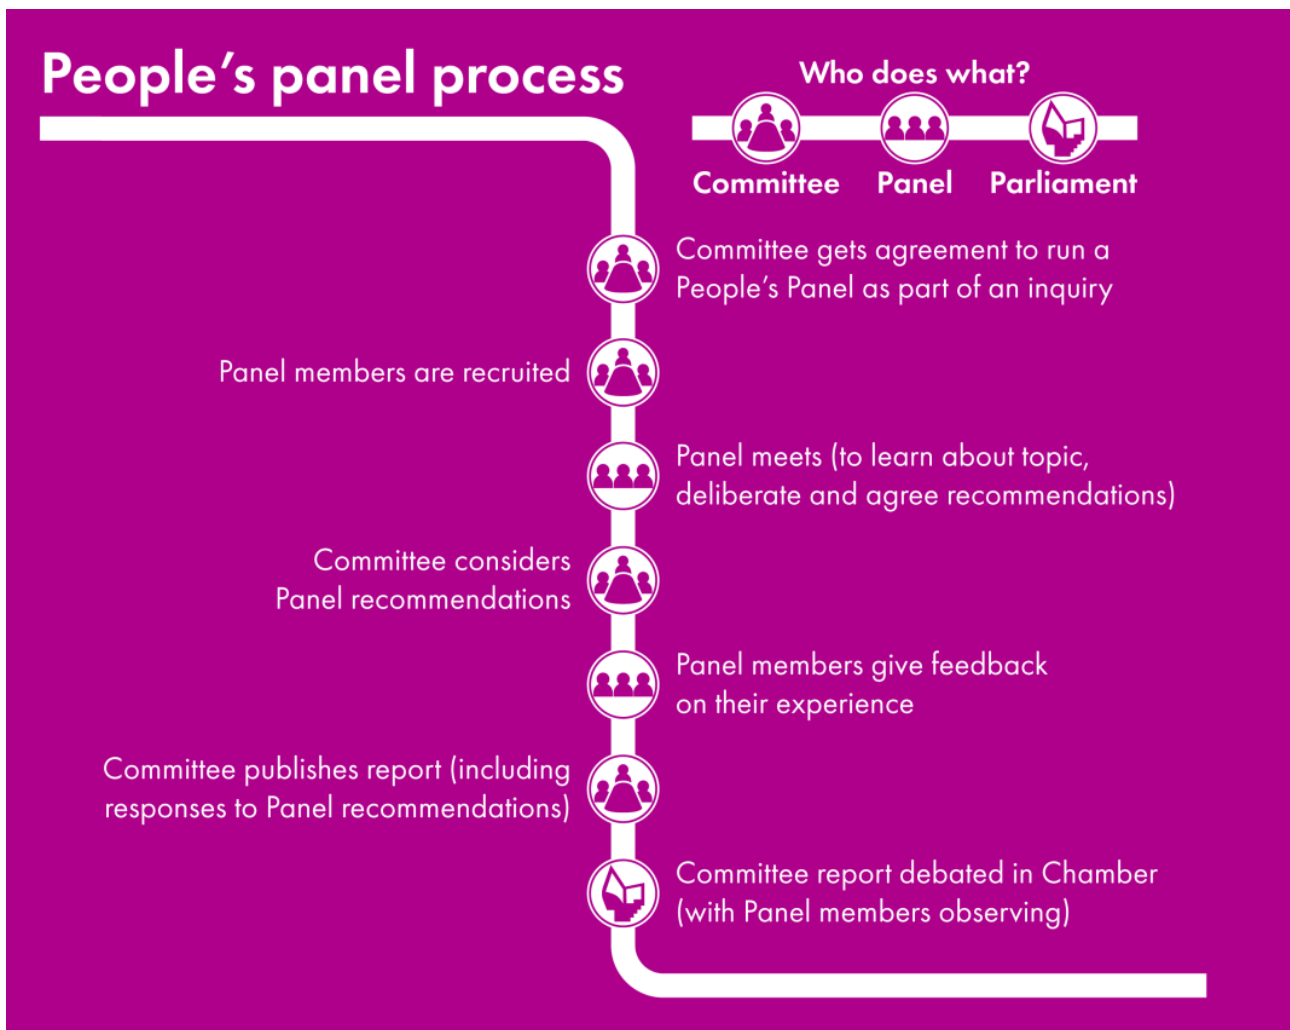 People’s panel process
Who does what?
Committee
Panel
Parliament
Committee gets agreement to run a
People’s Panel as part of an inquiry
Panel members are recruited
Panel meets (to learn about topic,
deliberate and agree recommendations)
Committee considers
Panel recommendations
Panel members give feedback
on their experience
Committee publishes report (including
responses to Panel recommendations)
Committee report debated in Chamber
(with Panel members observing)